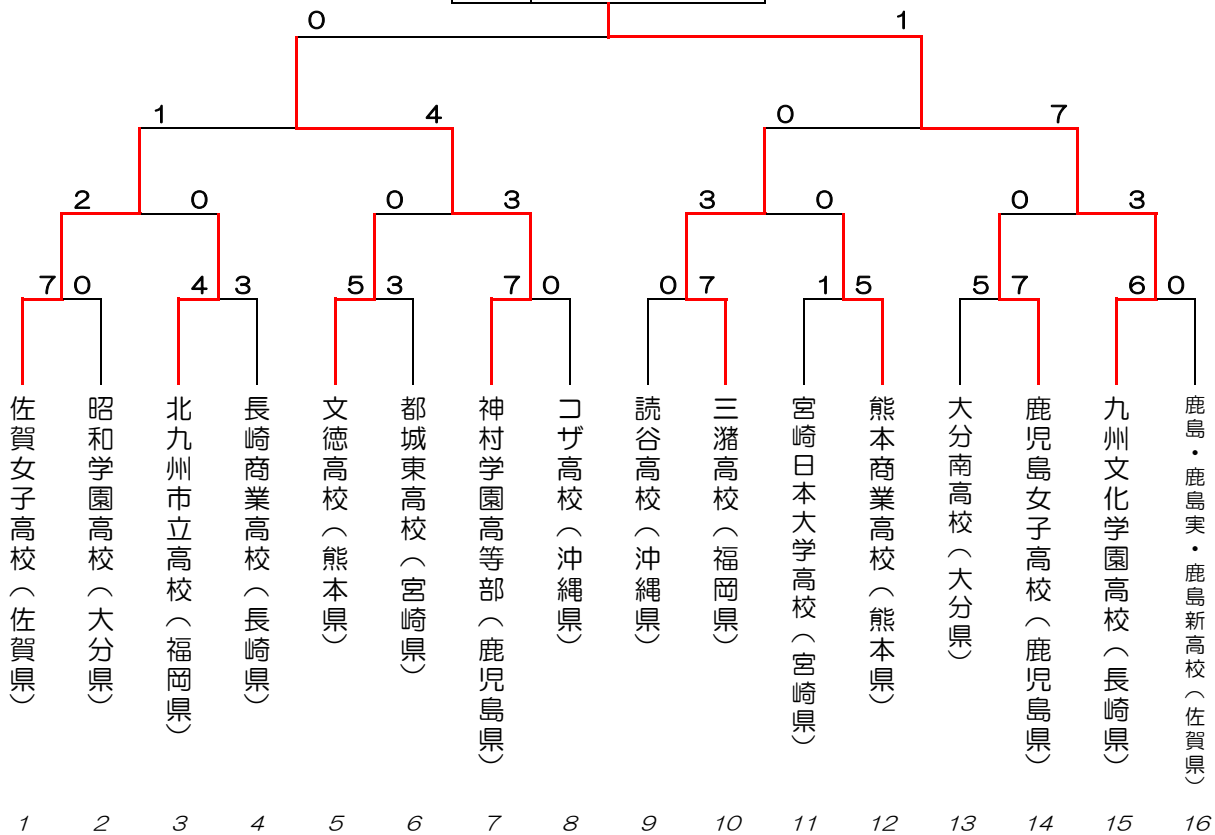 0 1
1 4 0 7
2 0 0 3 3 0 0 3
7 0 4 3 5 3 7 0 0 7 1 5 5 7 6 0
佐賀女子高校(佐賀県)
昭和学園高校(大分県)
北九州市立高校(福岡県)
長崎商業高校(長崎県)
文徳高校(熊本県)
都城東高校(宮崎県)
神村学園高等部(鹿児島県)
コザ高校(沖縄県)
読谷高校(沖縄県)
三潴高校(福岡県)
宮崎日本大学高校(宮崎県)
熊本商業高校(熊本県)
大分南高校(大分県)
鹿児島女子高校(鹿児島県)
九州文化学園高校(長崎県)
鹿島・鹿島実・鹿島新高校(佐賀県)
1 2 3 4 5 6 7 8 9 10 11 12 13 14 15 16